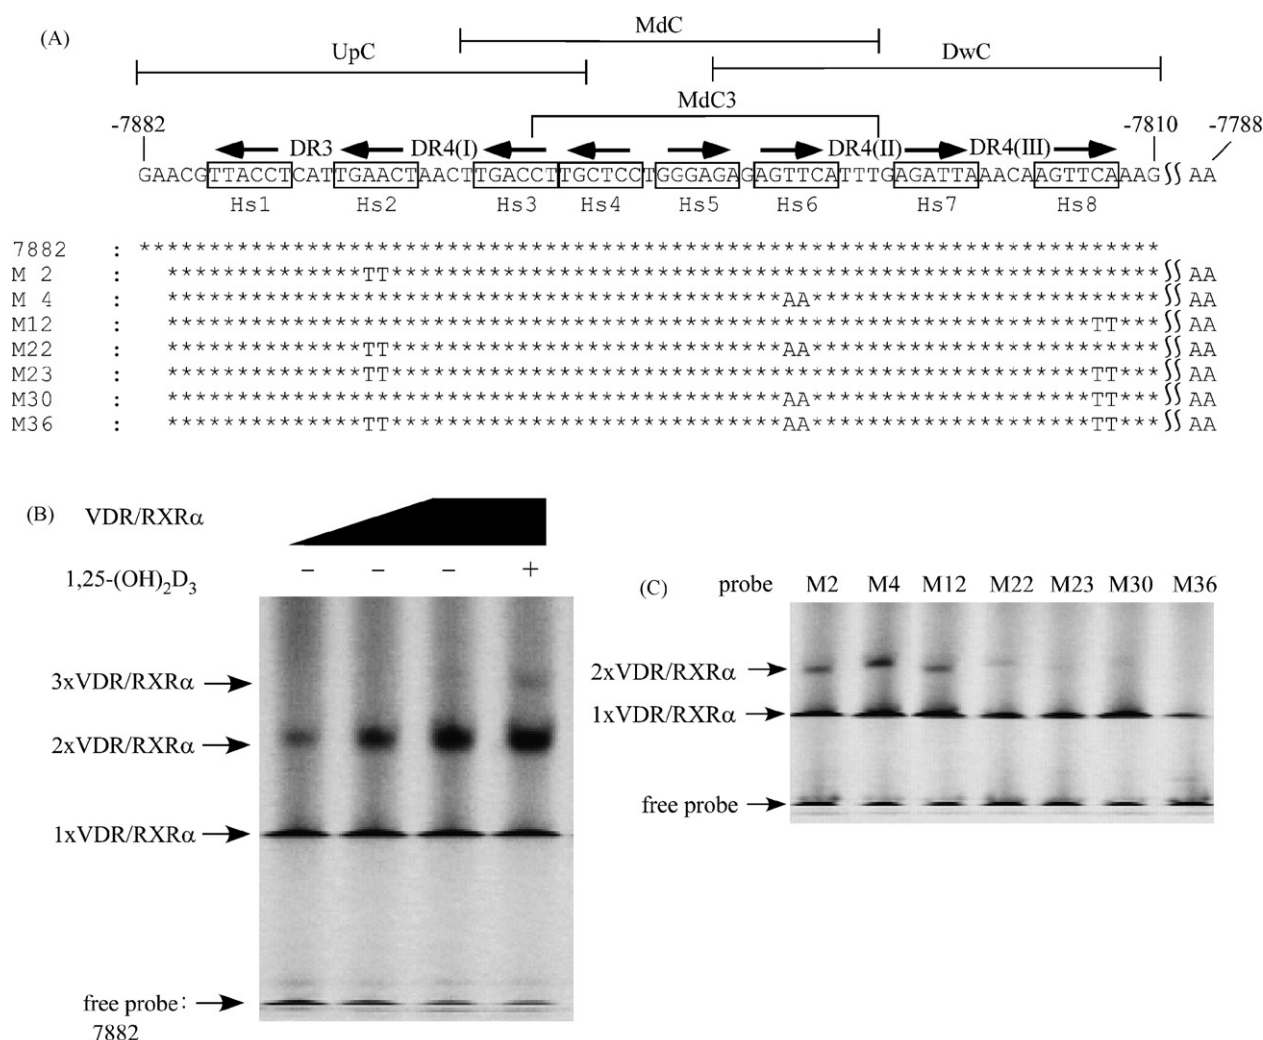 (A)
MdC
UpC
DwC
MdC3
-7882
-7810
-7788
DR3 DR4(I) DR4(II) DR4(III)
GAACGTTACCTCATTGAACTAACTTGACCTTGCTCCTGGGAGAGAGTTCATTTGAGATTAAACAAGTTCAAAG ∫∫ AA
Hs1 Hs2 Hs3 Hs4 Hs5 Hs6 Hs7 Hs8
7882 : *************************************************************************
M 2 : **************TT******************************************************* ∫∫ AA
M 4 : ********************************************AA************************* ∫∫ AA
M12 : ******************************************************************TT*** ∫∫ AA
M22 : **************TT****************************AA************************* ∫∫ AA
M23 : **************TT**************************************************TT*** ∫∫ AA
M30 : ********************************************AA********************TT*** ∫∫ AA
M36 : **************TT****************************AA********************TT*** ∫∫ AA
(B)
VDR/RXRα
1,25-(OH)₂D₃ − − − +
3xVDR/RXRα
2xVDR/RXRα
1xVDR/RXRα
free probe:
7882
(C)
probe M2 M4 M12 M22 M23 M30 M36
2xVDR/RXRα
1xVDR/RXRα
free probe